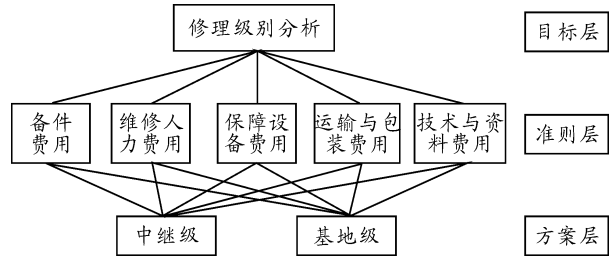 修理级别分析
目标层
备件
费用
维修人
力费用
保障设
备费用
运输与包
装费用
技术与资
料费用
准则层
中继级
基地级
方案层